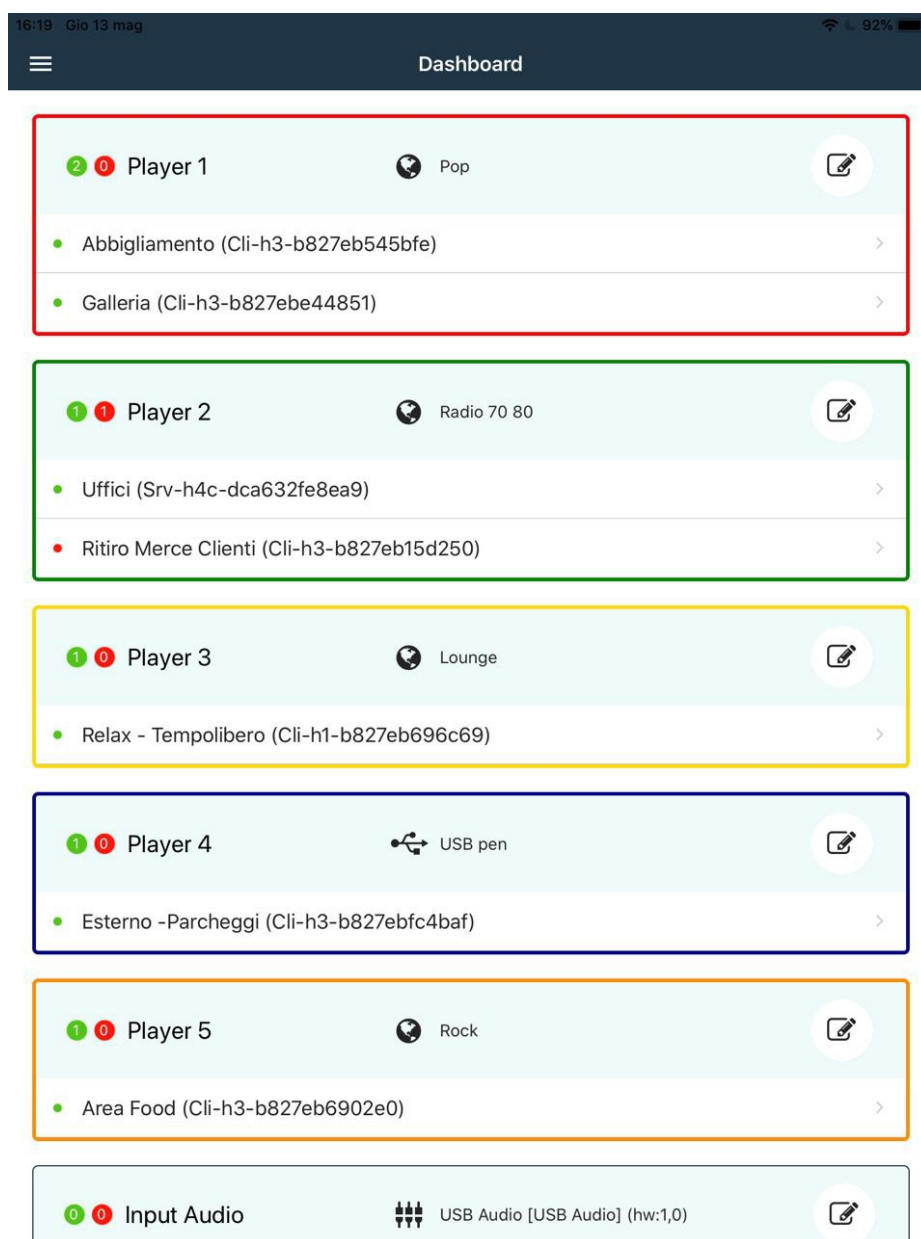 16:19 Gio 13 mag 92%
Dashboard
2 0 Player 1 Pop
Abbigliamento (Cli-h3-b827eb545bfe)
Galleria (Cli-h3-b827ebe44851)
1 1 Player 2 Radio 70 80
Uffici (Srv-h4c-dca632fe8ea9)
Ritiro Merce Clienti (Cli-h3-b827eb15d250)
1 0 Player 3 Lounge
Relax - Tempolibero (Cli-h1-b827eb696c69)
1 0 Player 4 USB pen
Esterno -Parcheggi (Cli-h3-b827ebfc4baf)
1 0 Player 5 Rock
Area Food (Cli-h3-b827eb6902e0)
0 0 Input Audio USB Audio [USB Audio] (hw:1,0)